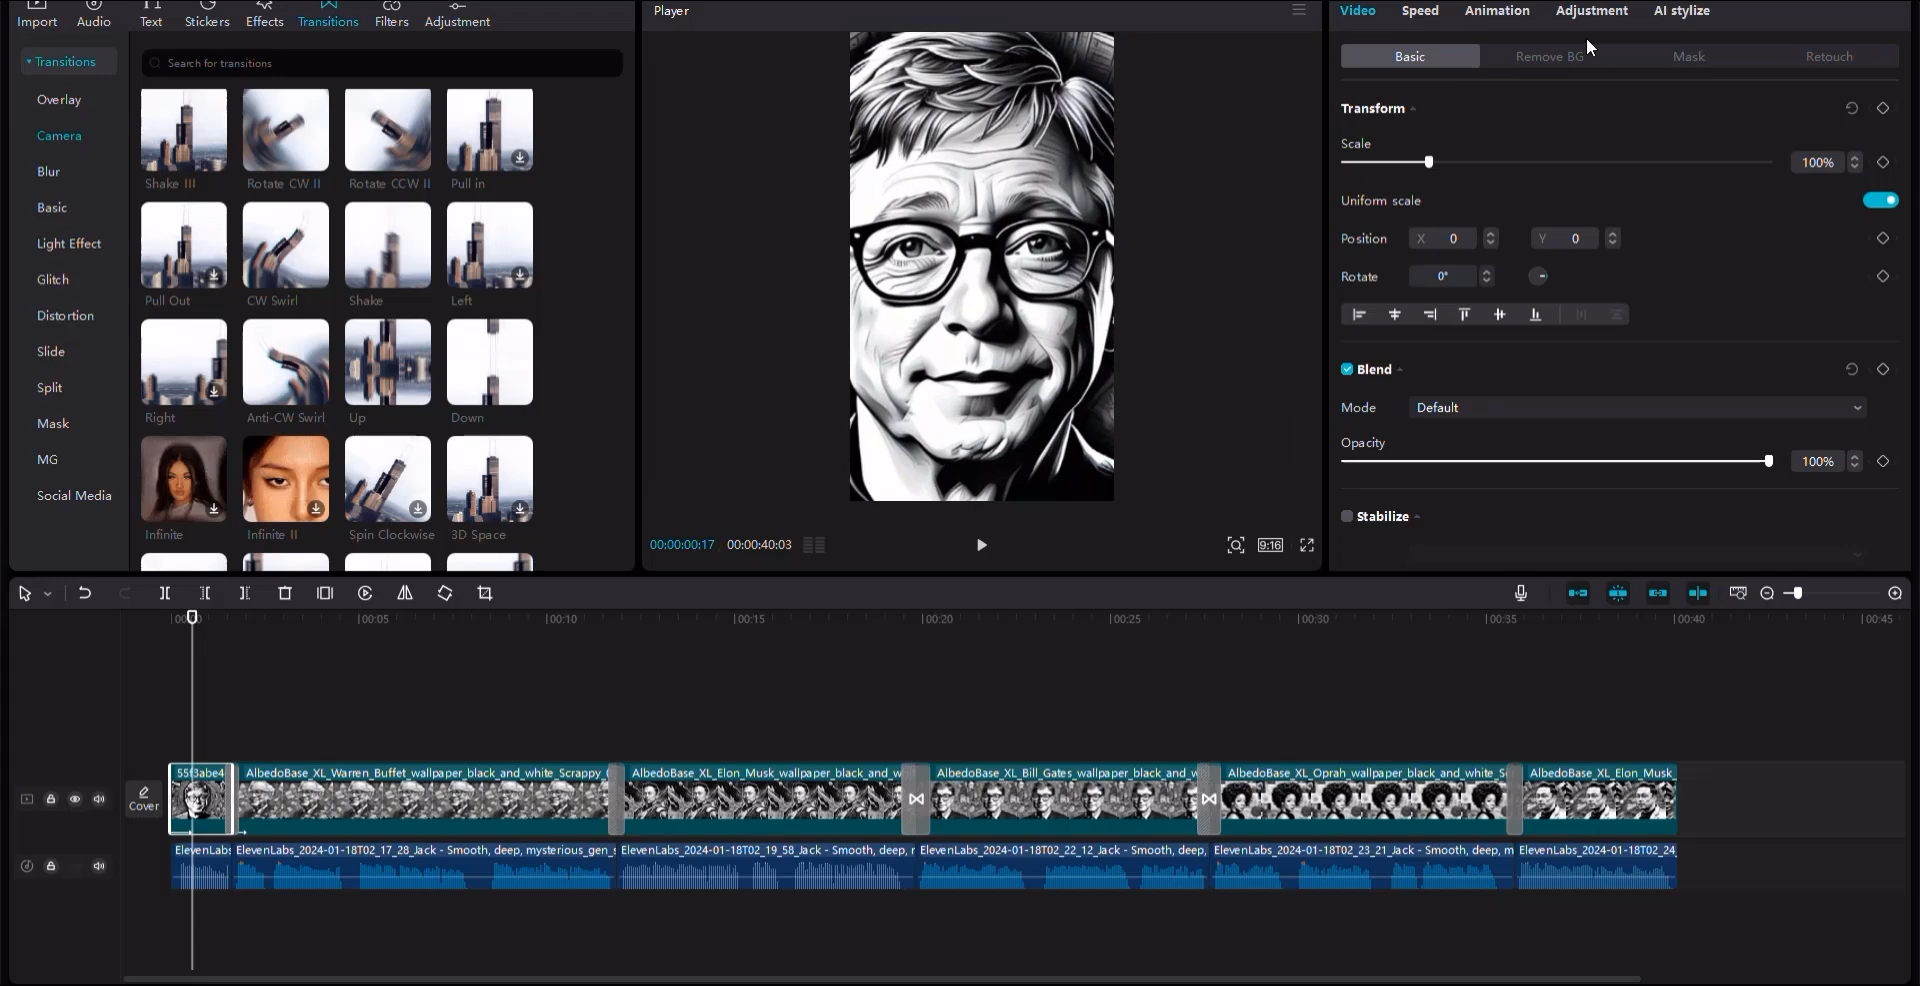 Import Audio Text Stickers Effects Transitions Filters Adjustment
Transitions
Overlay
Camera
Blur
Basic
Light Effect
Glitch
Distortion
Slide
Split
Mask
MG
Social Media
Search for transitions
Shake III Rotate CW II Rotate CCW II Pull in
Pull Out CW Swirl Shake Left
Right Anti-CW Swirl Up Down
Infinite Infinite II Spin Clockwise 3D Space
Player
00:00:00:17 00:00:40:03
9:16
Video Speed Animation Adjustment AI stylize
Basic Remove BG Mask Retouch
Transform
Scale
100%
Uniform scale
Position X 0 Y 0
Rotate 0°
Blend
Mode Default
Opacity
100%
Stabilize
00:05 00:10 00:15 00:20 00:25 00:30 00:35 00:40 00:45
Cover
55f3abe4 AlbedoBase_XL_Warren_Buffet_wallpaper_black_and_white_Scrappy_( AlbedoBase_XL_Elon_Musk_wallpaper_black_and_w AlbedoBase_XL_Bill_Gates_wallpaper_black_and_w AlbedoBase_XL_Oprah_wallpaper_black_and_white_Sc AlbedoBase_XL_Elon_Musk_
ElevenLabs ElevenLabs_2024-01-18T02_17_28_Jack - Smooth, deep, mysterious_gen_s ElevenLabs_2024-01-18T02_19_58_Jack - Smooth, deep, r ElevenLabs_2024-01-18T02_22_12_Jack - Smooth, deep, ElevenLabs_2024-01-18T02_23_21_Jack - Smooth, deep, m ElevenLabs_2024-01-18T02_24_